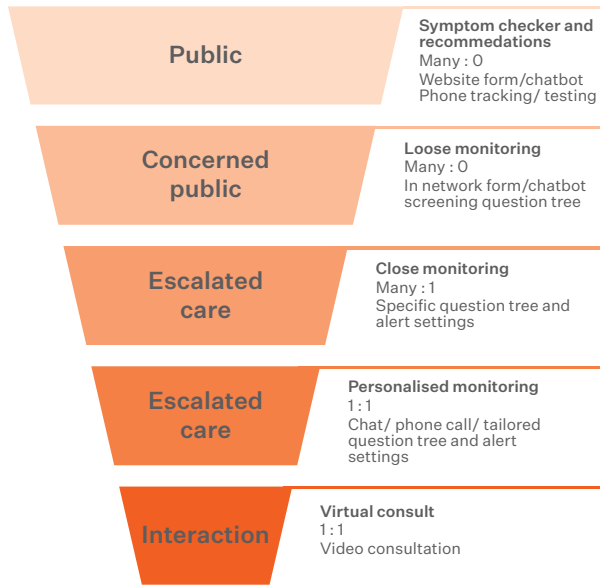 Public
Symptom checker and
recommedations
Many : 0
Website form/chatbot
Phone tracking/ testing
Concerned
public
Loose monitoring
Many : 0
In network form/chatbot
screening question tree
Escalated
care
Close monitoring
Many : 1
Specific question tree and
alert settings
Escalated
care
Personalised monitoring
1 : 1
Chat/ phone call/ tailored
question tree and alert
settings
Interaction
Virtual consult
1 : 1
Video consultation